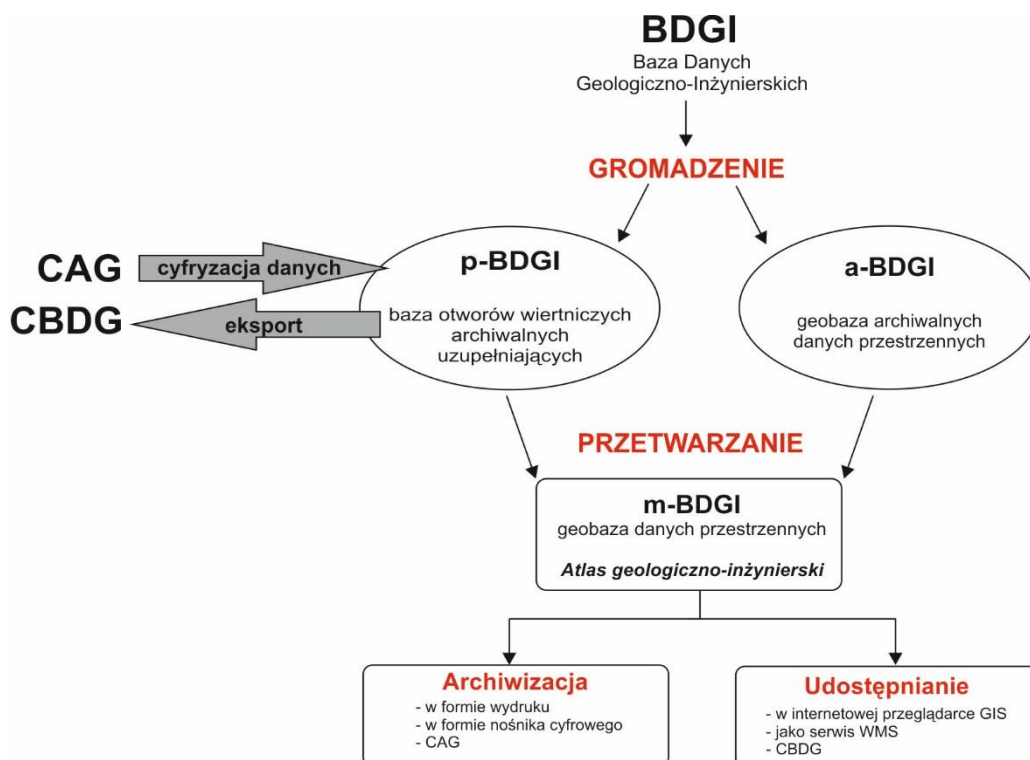 BDGI
Baza Danych
Geologiczno-Inżynierskich
GROMADZENIE
CAG
cyfryzacja danych
CBDG
eksport
p-BDGI
baza otworów wiertniczych
archiwalnych
uzupełniających
a-BDGI
geobaza archiwalnych
danych przestrzennych
PRZETWARZANIE
m-BDGI
geobaza danych przestrzennych
Atlas geologiczno-inżynierski
Archiwizacja
- w formie wydruku
- w formie nośnika cyfrowego
- CAG
Udostępnianie
- w internetowej przeglądarce GIS
- jako serwis WMS
- CBDG